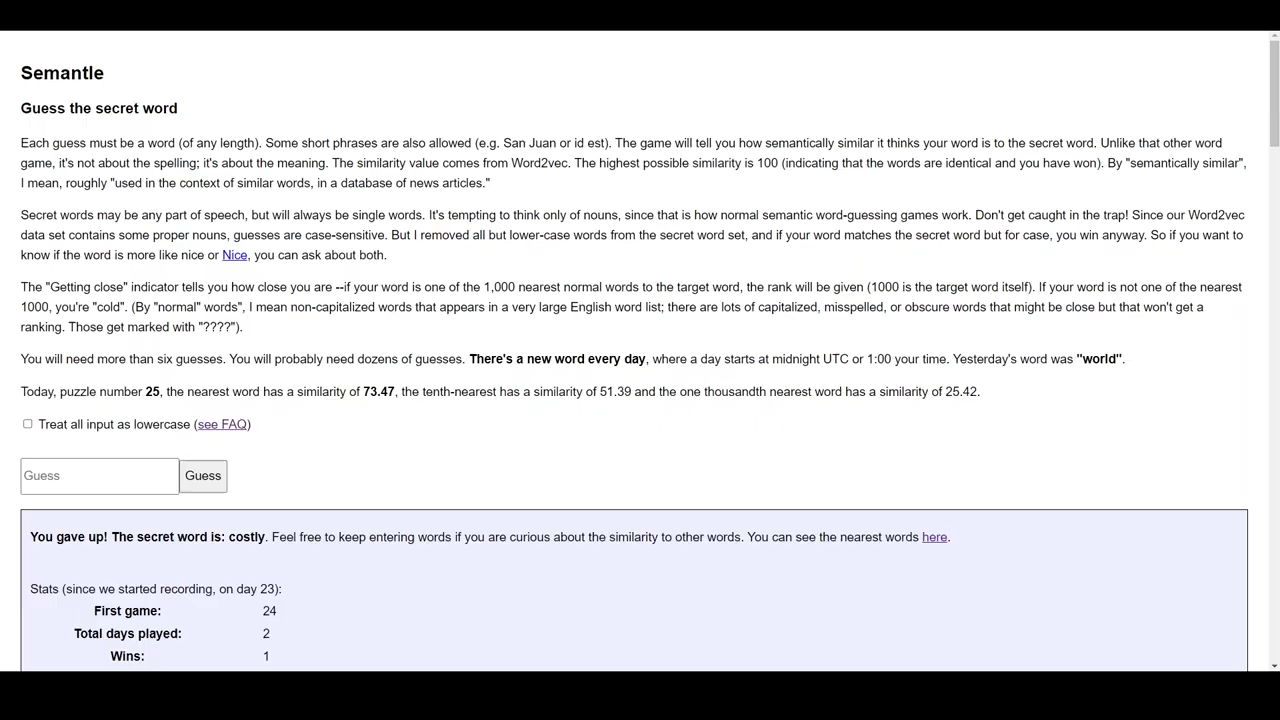 Semantle
Guess the secret word
Each guess must be a word (of any length). Some short phrases are also allowed (e.g. San Juan or id est). The game will tell you how semantically similar it thinks your word is to the secret word. Unlike that other word
game, it's not about the spelling; it's about the meaning. The similarity value comes from Word2vec. The highest possible similarity is 100 (indicating that the words are identical and you have won). By "semantically similar",
I mean, roughly "used in the context of similar words, in a database of news articles."
Secret words may be any part of speech, but will always be single words. It's tempting to think only of nouns, since that is how normal semantic word-guessing games work. Don't get caught in the trap! Since our Word2vec
data set contains some proper nouns, guesses are case-sensitive. But I removed all but lower-case words from the secret word set, and if your word matches the secret word but for case, you win anyway. So if you want to
know if the word is more like nice or Nice, you can ask about both.
The "Getting close" indicator tells you how close you are --if your word is one of the 1,000 nearest normal words to the target word, the rank will be given (1000 is the target word itself). If your word is not one of the nearest
1000, you're "cold". (By "normal" words", I mean non-capitalized words that appears in a very large English word list; there are lots of capitalized, misspelled, or obscure words that might be close but that won't get a
ranking. Those get marked with "????").
You will need more than six guesses. You will probably need dozens of guesses. There's a new word every day, where a day starts at midnight UTC or 1:00 your time. Yesterday's word was "world".
Today, puzzle number 25, the nearest word has a similarity of 73.47, the tenth-nearest has a similarity of 51.39 and the one thousandth nearest word has a similarity of 25.42.
Treat all input as lowercase (see FAQ)
Guess Guess
You gave up! The secret word is: costly. Feel free to keep entering words if you are curious about the similarity to other words. You can see the nearest words here.
Stats (since we started recording, on day 23):
First game: 24
Total days played: 2
Wins: 1